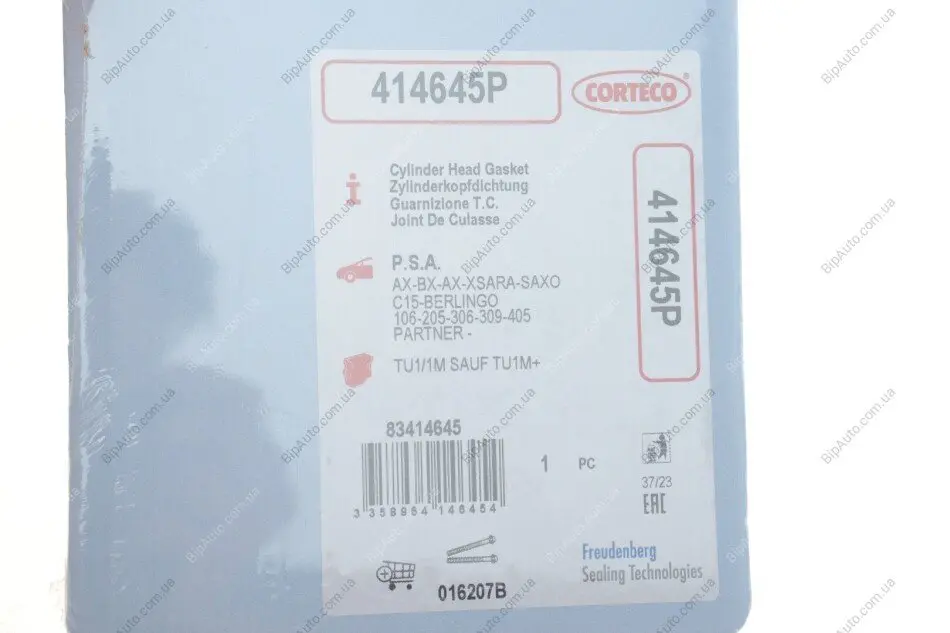 414645P
CORTECO®
414645P
Cylinder Head Gasket
Zylinderkopfdichtung
Guarnizione T.C.
Joint De Culasse
P.S.A.
AX-BX-AX-XSARA-SAXO
C15-BERLINGO
106-205-306-309-405
PARTNER -
TU1/1M SAUF TU1M+
83414645
3 358964 146454
1 PC
37/23
EAC
016207B
Freudenberg
Sealing Technologies
BipAuto.com.ua